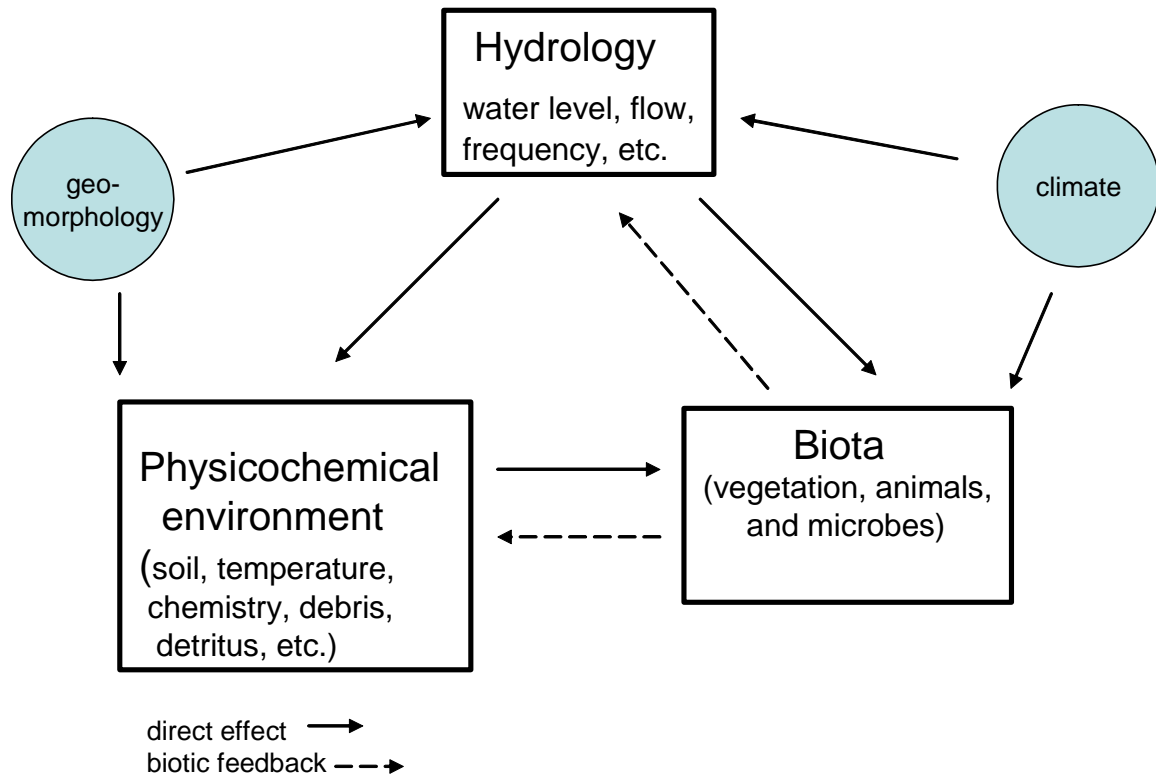 Hydrology
water level, flow,
frequency, etc.
geo-
morphology
climate
Physicochemical
environment
(soil, temperature,
chemistry, debris,
detritus, etc.)
Biota
(vegetation, animals,
and microbes)
direct effect
biotic feedback